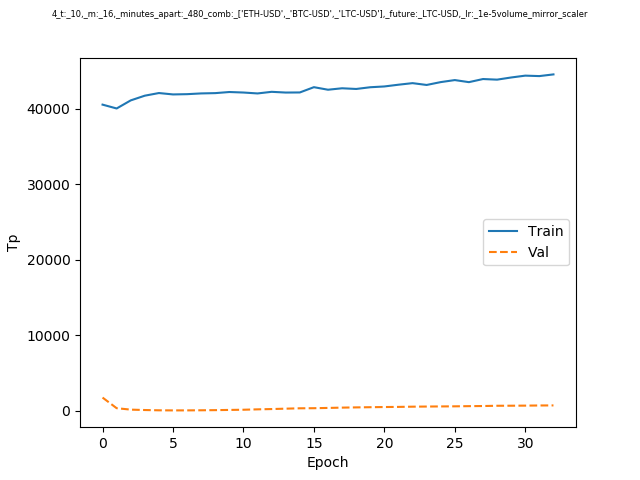 4_t:_10,_m:_16,_minutes_apart:_480_comb:_['ETH-USD',_'BTC-USD',_'LTC-USD'],_future:_LTC-USD,_lr:_1e-5volume_mirror_scaler
40000
30000
20000
10000
0
Tp
Train
Val
0 5 10 15 20 25 30
Epoch